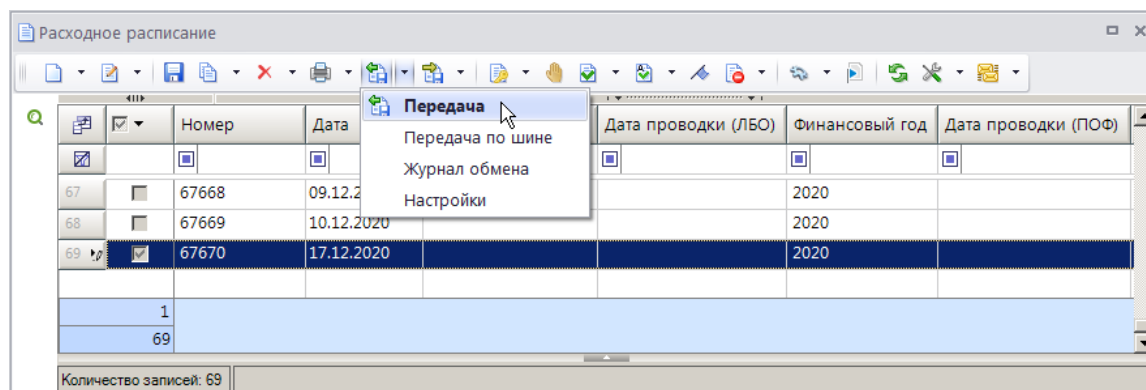 Расходное расписание
Передача
Передача по шине
Журнал обмена
Настройки
Номер Дата Дата проводки (ЛБО) Финансовый год Дата проводки (ПОФ)
67 67668 09.12.2 2020
68 67669 10.12.2020 2020
69 67670 17.12.2020 2020
1
69
Количество записей: 69